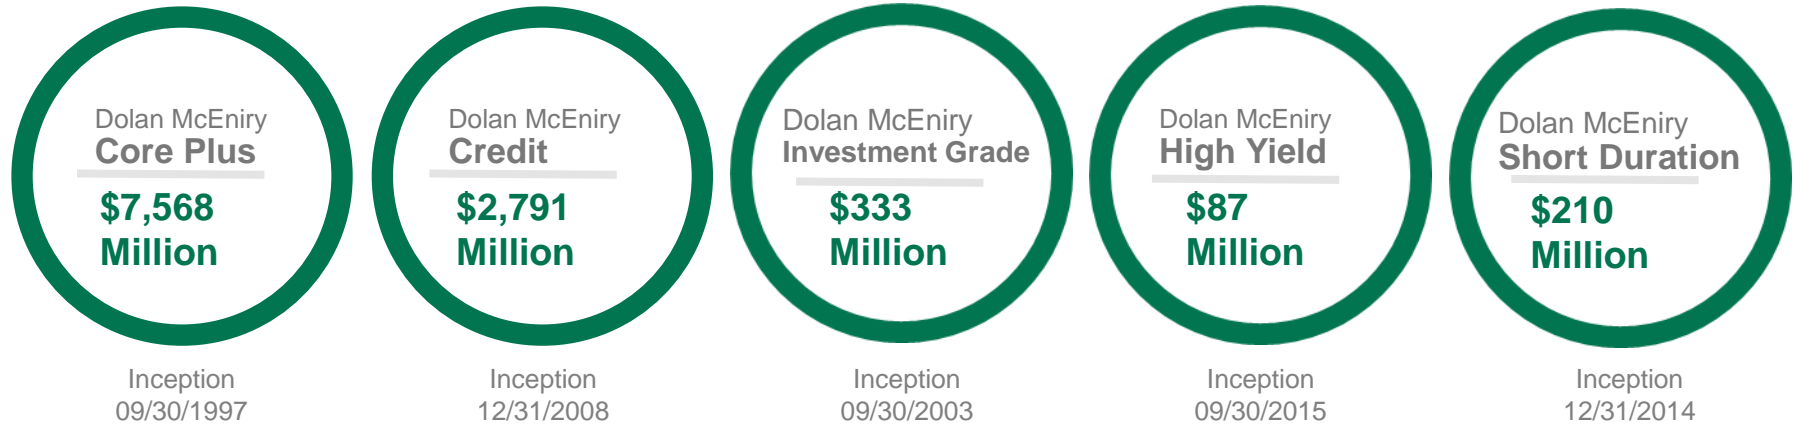 Dolan McEniry
Core Plus
$7,568
Million
Inception
09/30/1997
Dolan McEniry
Credit
$2,791
Million
Inception
12/31/2008
Dolan McEniry
Investment Grade
$333
Million
Inception
09/30/2003
Dolan McEniry
High Yield
$87
Million
Inception
09/30/2015
Dolan McEniry
Short Duration
$210
Million
Inception
12/31/2014